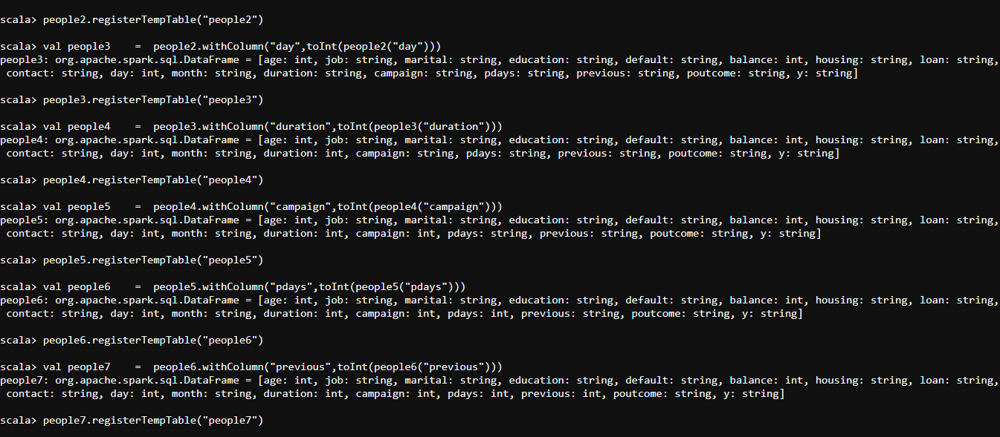 scala> people2.registerTempTable("people2")
scala> val people3    =  people2.withColumn("day",toInt(people2("day")))
people3: org.apache.spark.sql.DataFrame = [age: int, job: string, marital: string, education: string, default: string, balance: int, housing: string, loan: string,
 contact: string, day: int, month: string, duration: string, campaign: string, pdays: string, previous: string, poutcome: string, y: string]
scala> people3.registerTempTable("people3")
scala> val people4    =  people3.withColumn("duration",toInt(people3("duration")))
people4: org.apache.spark.sql.DataFrame = [age: int, job: string, marital: string, education: string, default: string, balance: int, housing: string, loan: string,
 contact: string, day: int, month: string, duration: int, campaign: string, pdays: string, previous: string, poutcome: string, y: string]
scala> people4.registerTempTable("people4")
scala> val people5    =  people4.withColumn("campaign",toInt(people4("campaign")))
people5: org.apache.spark.sql.DataFrame = [age: int, job: string, marital: string, education: string, default: string, balance: int, housing: string, loan: string,
 contact: string, day: int, month: string, duration: int, campaign: int, pdays: string, previous: string, poutcome: string, y: string]
scala> people5.registerTempTable("people5")
scala> val people6    =  people5.withColumn("pdays",toInt(people5("pdays")))
people6: org.apache.spark.sql.DataFrame = [age: int, job: string, marital: string, education: string, default: string, balance: int, housing: string, loan: string,
 contact: string, day: int, month: string, duration: int, campaign: int, pdays: int, previous: string, poutcome: string, y: string]
scala> people6.registerTempTable("people6")
scala> val people7    =  people6.withColumn("previous",toInt(people6("previous")))
people7: org.apache.spark.sql.DataFrame = [age: int, job: string, marital: string, education: string, default: string, balance: int, housing: string, loan: string,
 contact: string, day: int, month: string, duration: int, campaign: int, pdays: int, previous: int, poutcome: string, y: string]
scala> people7.registerTempTable("people7")